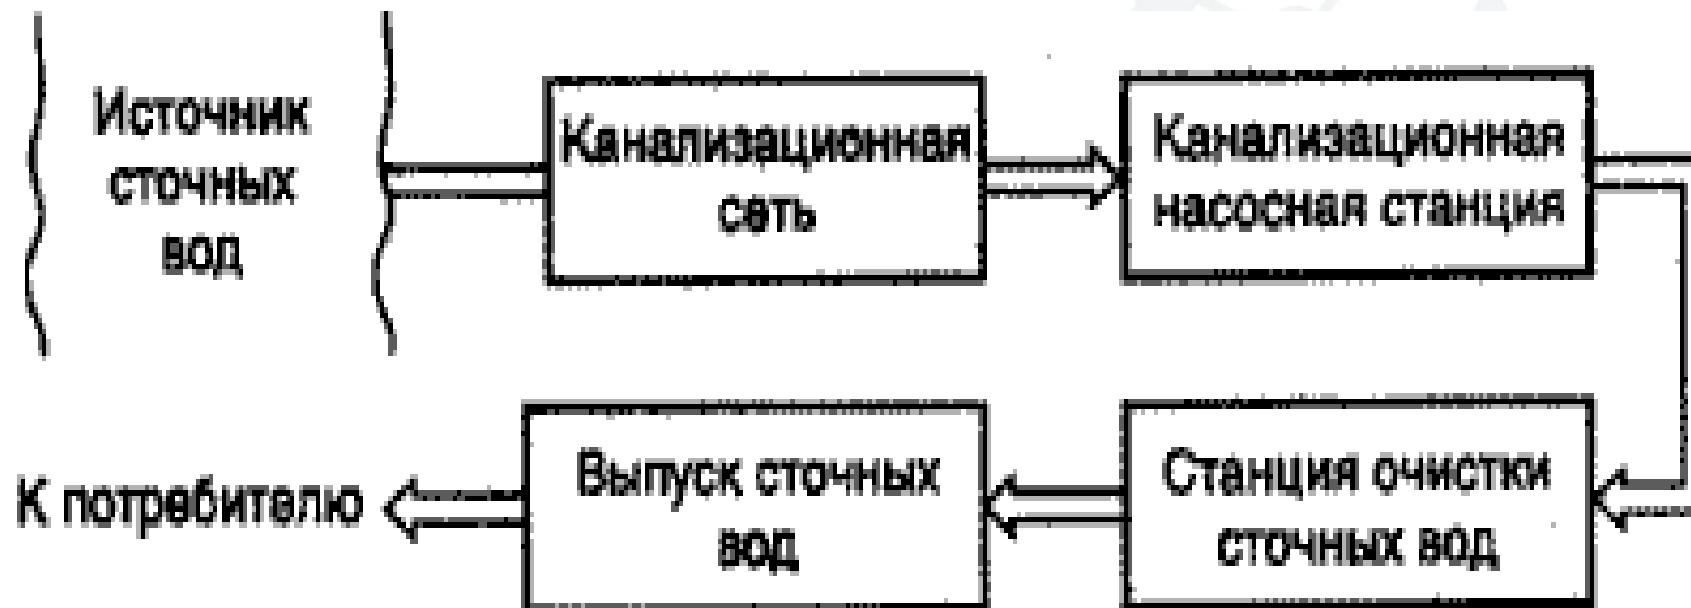 Источник
сточных
вод
Канализационная
сеть
Канализационная
насосная станция
К потребителю
Выпуск сточных
вод
Станция очистки
сточных вод